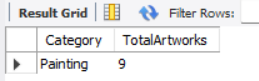 Result Grid Filter Rows:
Category TotalArtworks
Painting 9